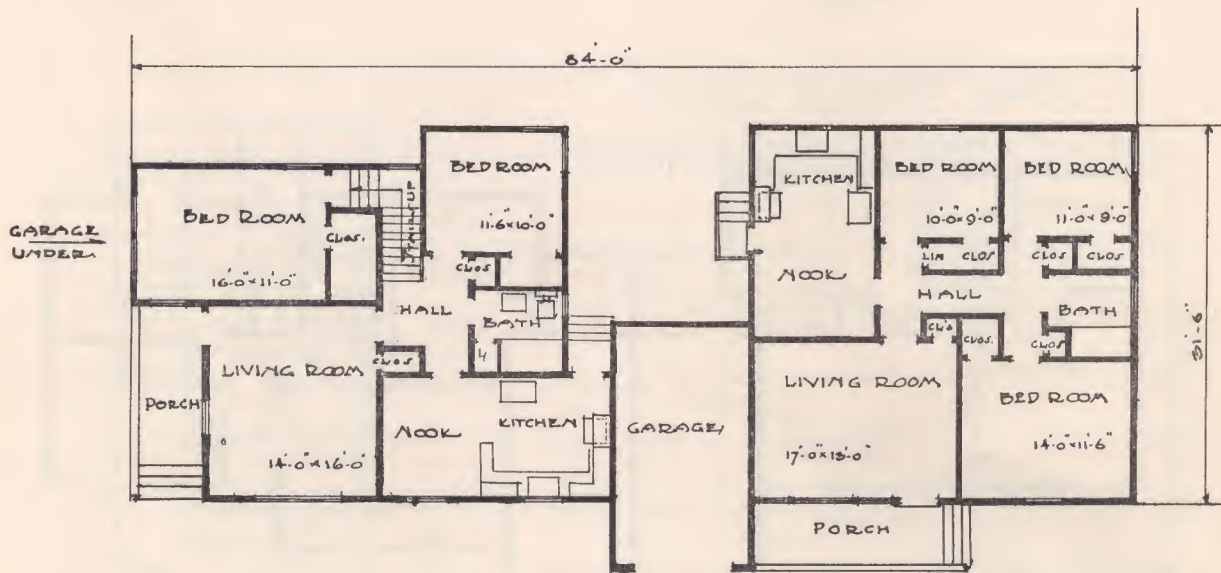 84'-0"
GARAGE
UNDER
BED ROOM
16'-0"x11'-0"
CLOS.
STAIRS UP
BED ROOM
11'-6"x10'-0"
CLOS
HALL
BATH
CLOS
LIVING ROOM
14'-0"x16'-0"
PORCH
NOOK
KITCHEN
GARAGE
KITCHEN
NOOK
BED ROOM
10'-0"x9'-0"
BED ROOM
11'-0"x9'-0"
LIN
CLOS
CLOS
CLOS
HALL
BATH
CLOS.
CLOS
LIVING ROOM
17'-0"x13'-0"
BED ROOM
14'-0"x11'-6"
PORCH
31'-6"